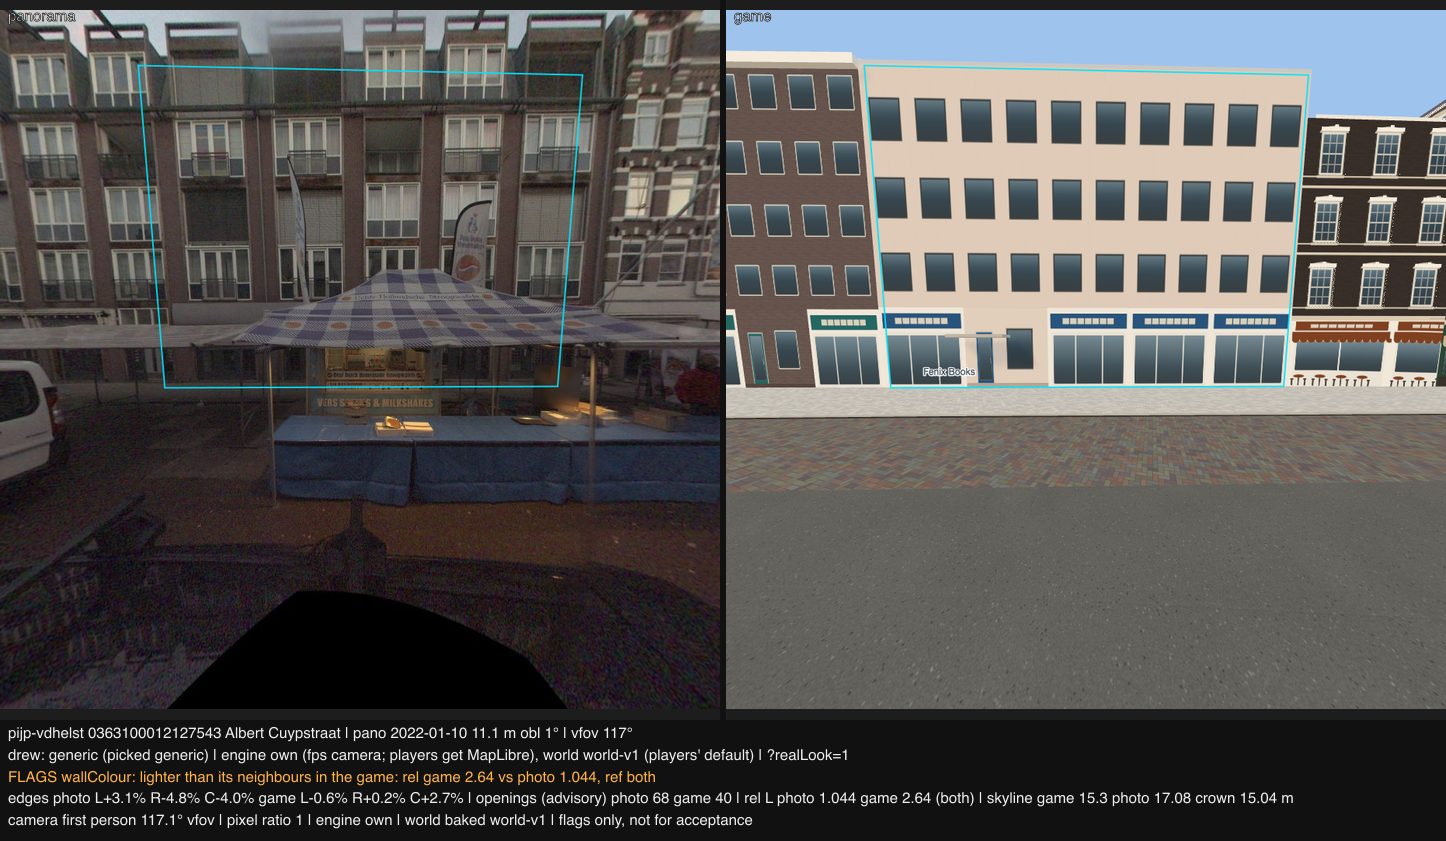 panorama
game
VERS S & MILKSHAKES
Fenix Books
pijp-vdhelst 0363100012127543 Albert Cuypstraat | pano 2022-01-10 11.1 m obl 1° | vfov 117°
drew: generic (picked generic) | engine own (fps camera; players get MapLibre), world world-v1 (players' default) | ?realLook=1
FLAGS wallColour: lighter than its neighbours in the game: rel game 2.64 vs photo 1.044, ref both
edges photo L+3.1% R-4.8% C-4.0% game L-0.6% R+0.2% C+2.7% | openings (advisory) photo 68 game 40 | rel L photo 1.044 game 2.64 (both) | skyline game 15.3 photo 17.08 crown 15.04 m
camera first person 117.1° vfov | pixel ratio 1 | engine own | world baked world-v1 | flags only, not for acceptance